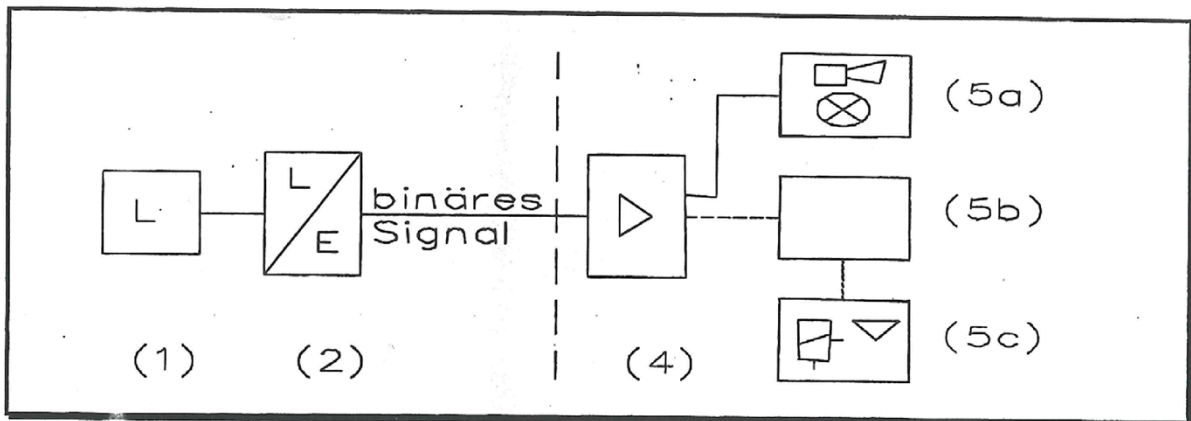 (5a)
L
L
E
binäres
Signal
(5b)
(5c)
(1)
(2)
(4)